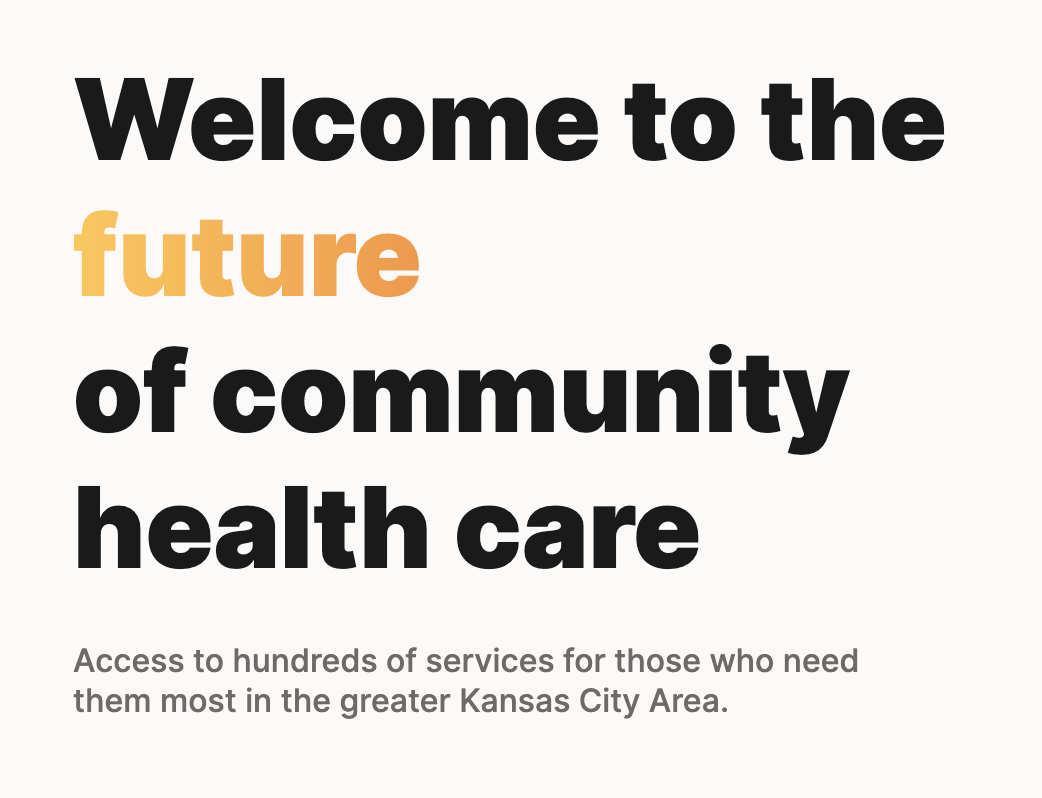 Welcome to the
future
of community
health care
Access to hundreds of services for those who need
them most in the greater Kansas City Area.